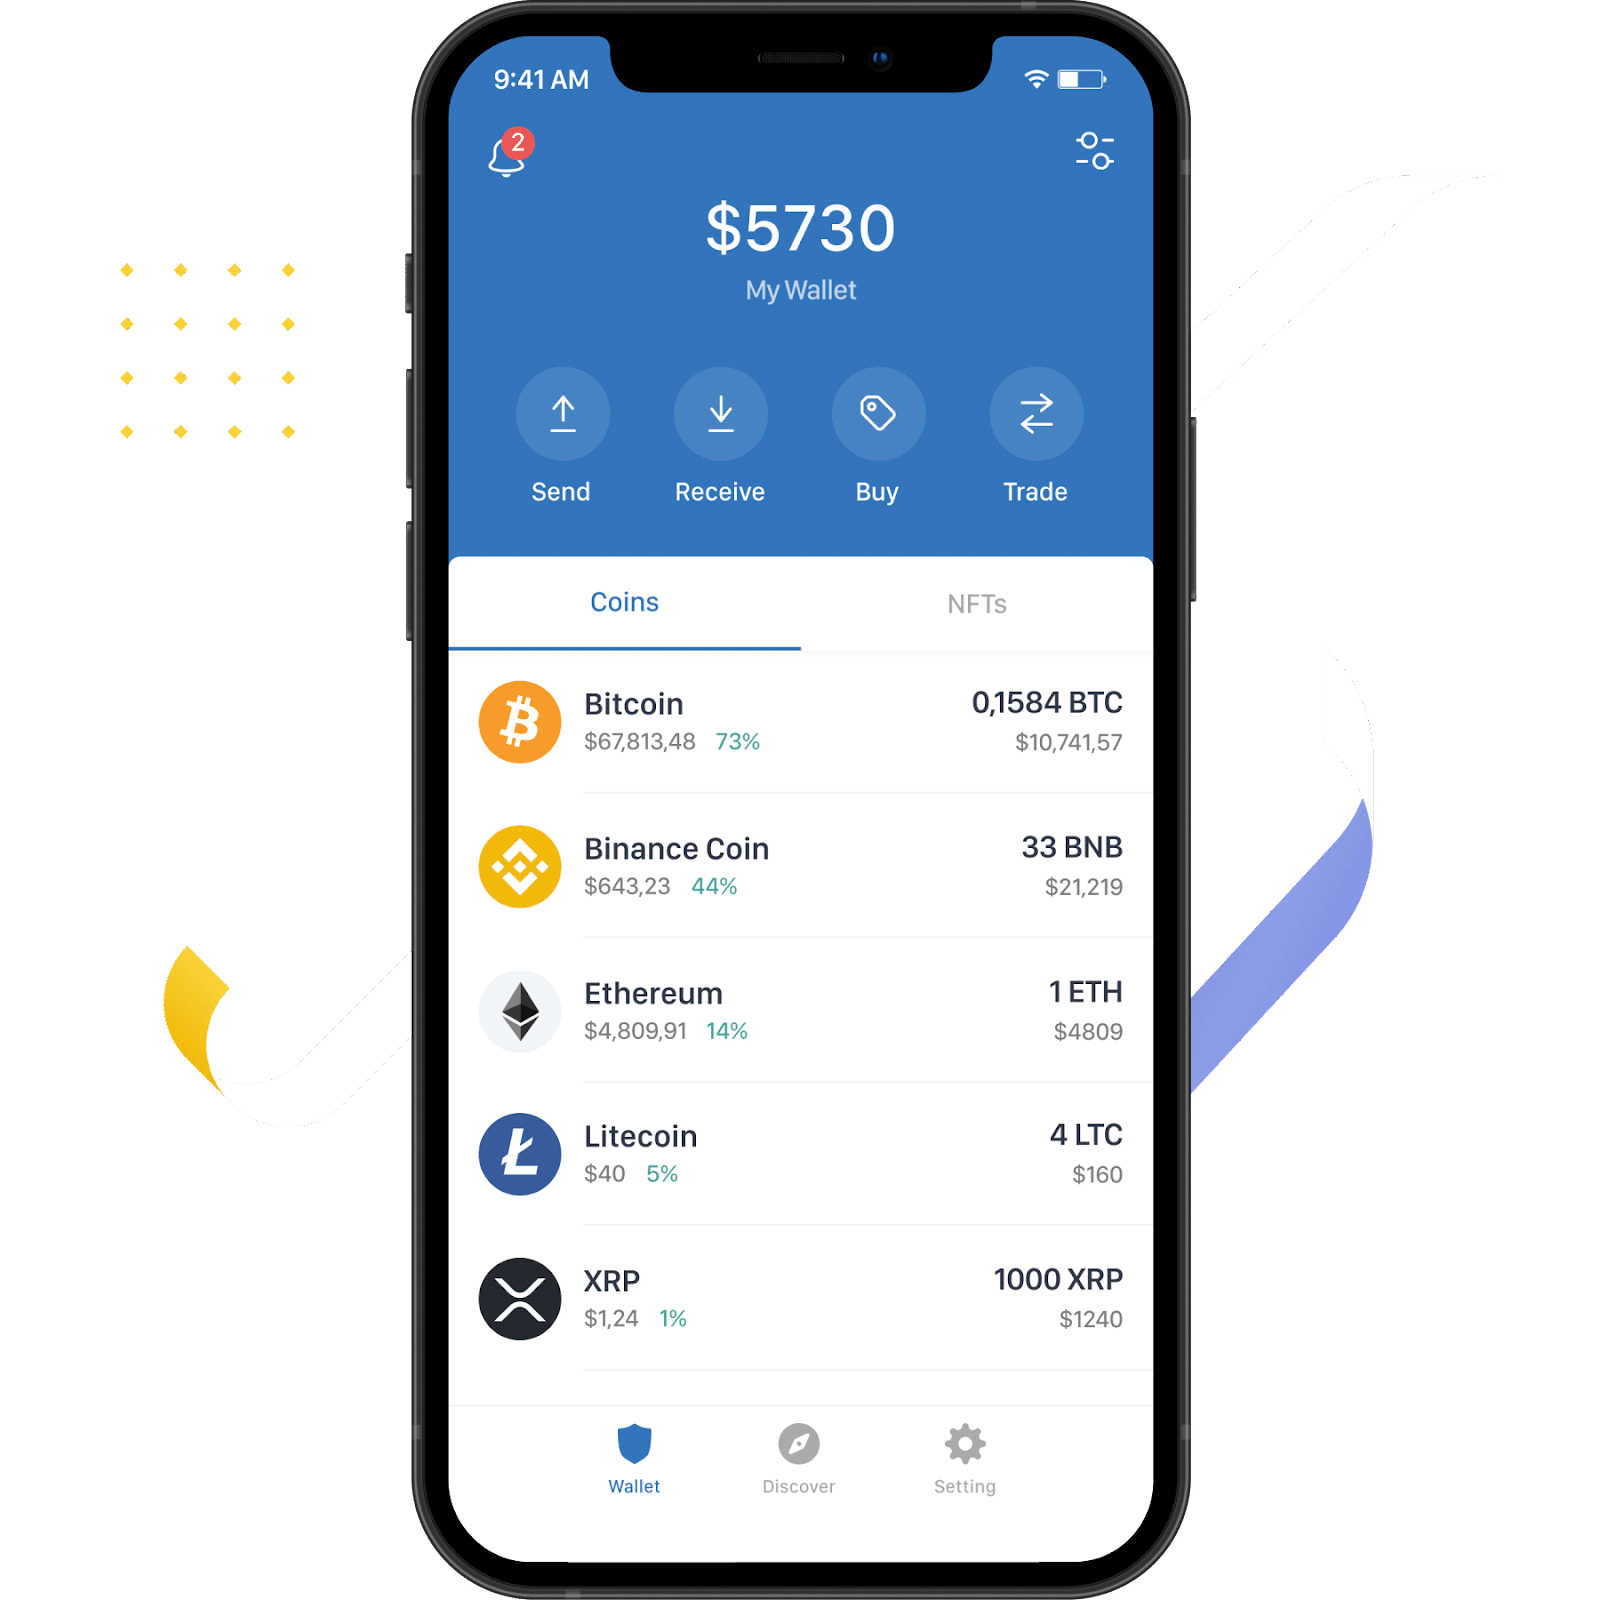 9:41 AM
2
$5730
My Wallet
Send Receive Buy Trade
Coins NFTs
Bitcoin 0,1584 BTC
$67,813,48 73% $10,741,57
Binance Coin 33 BNB
$643,23 44% $21,219
Ethereum 1 ETH
$4,809,91 14% $4809
Litecoin 4 LTC
$40 5% $160
XRP 1000 XRP
$1,24 1% $1240
Wallet Discover Setting